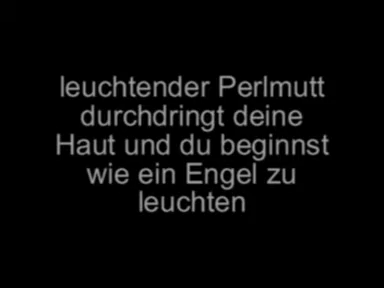 leuchtender Perlmutt
durchdringt deine
Haut und du beginnst
wie ein Engel zu
leuchten